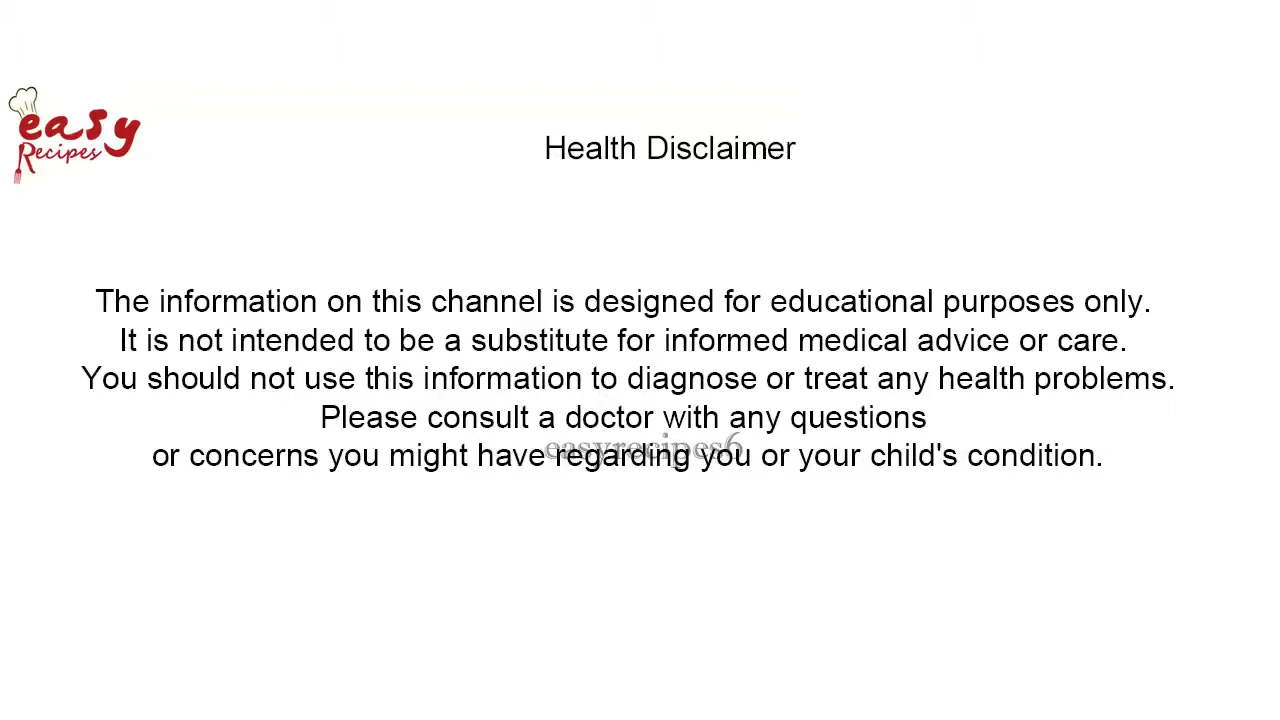 easy
Recipes
Health Disclaimer
The information on this channel is designed for educational purposes only.
It is not intended to be a substitute for informed medical advice or care.
You should not use this information to diagnose or treat any health problems.
Please consult a doctor with any questions
or concerns you might have regarding you or your child's condition.
easyrecipes6